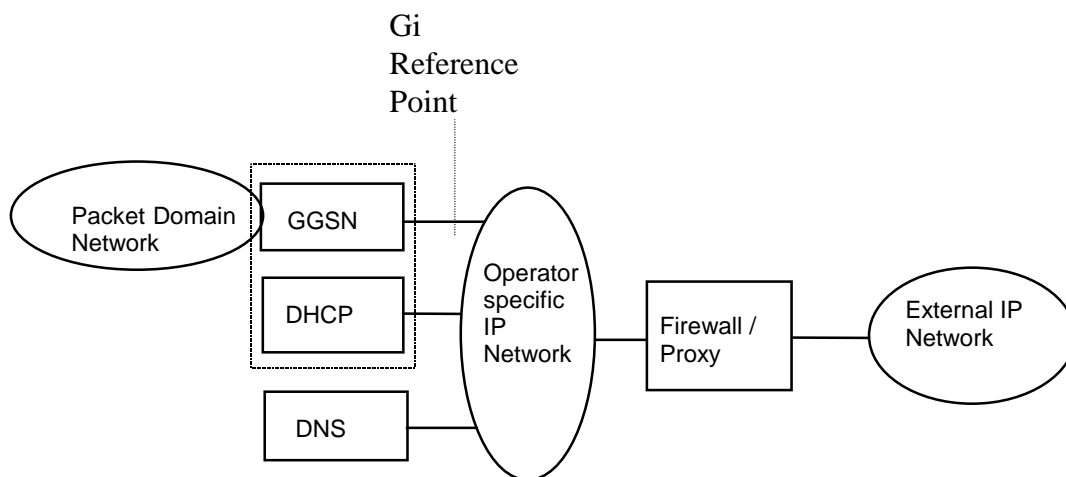 Gi
Reference
Point
Packet Domain
Network
GGSN
DHCP
DNS
Operator
specific
IP
Network
Firewall /
Proxy
External IP
Network